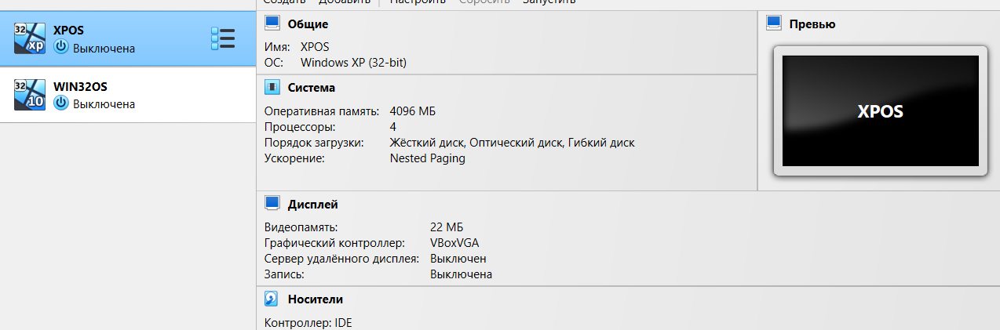 Создать Добавить Настроить Сбросить Запустить
32 xp XPOS
Выключена
32 10 WIN32OS
Выключена
Общие
Имя: XPOS
ОС: Windows XP (32-bit)
Система
Оперативная память: 4096 МБ
Процессоры: 4
Порядок загрузки: Жёсткий диск, Оптический диск, Гибкий диск
Ускорение: Nested Paging
Превью
XPOS
Дисплей
Видеопамять: 22 МБ
Графический контроллер: VBoxVGA
Сервер удалённого дисплея: Выключен
Запись: Выключена
Носители
Контроллер: IDE